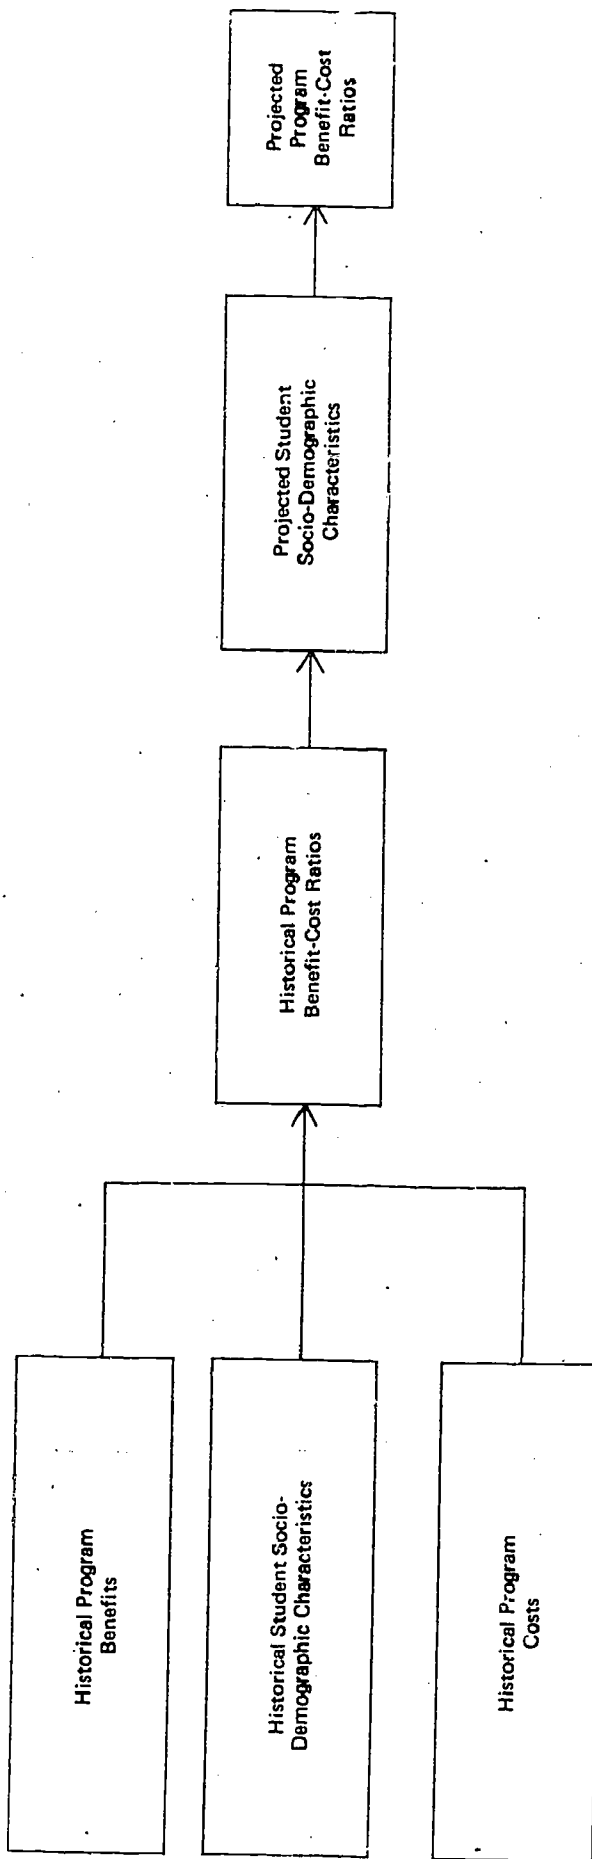 Historical Program
Benefits
Historical Student Socio-
Demographic Characteristics
Historical Program
Costs
Historical Program
Benefit-Cost Ratios
Projected Student
Socio-Demographic
Characteristics
Projected
Program
Benefit-Cost
Ratios